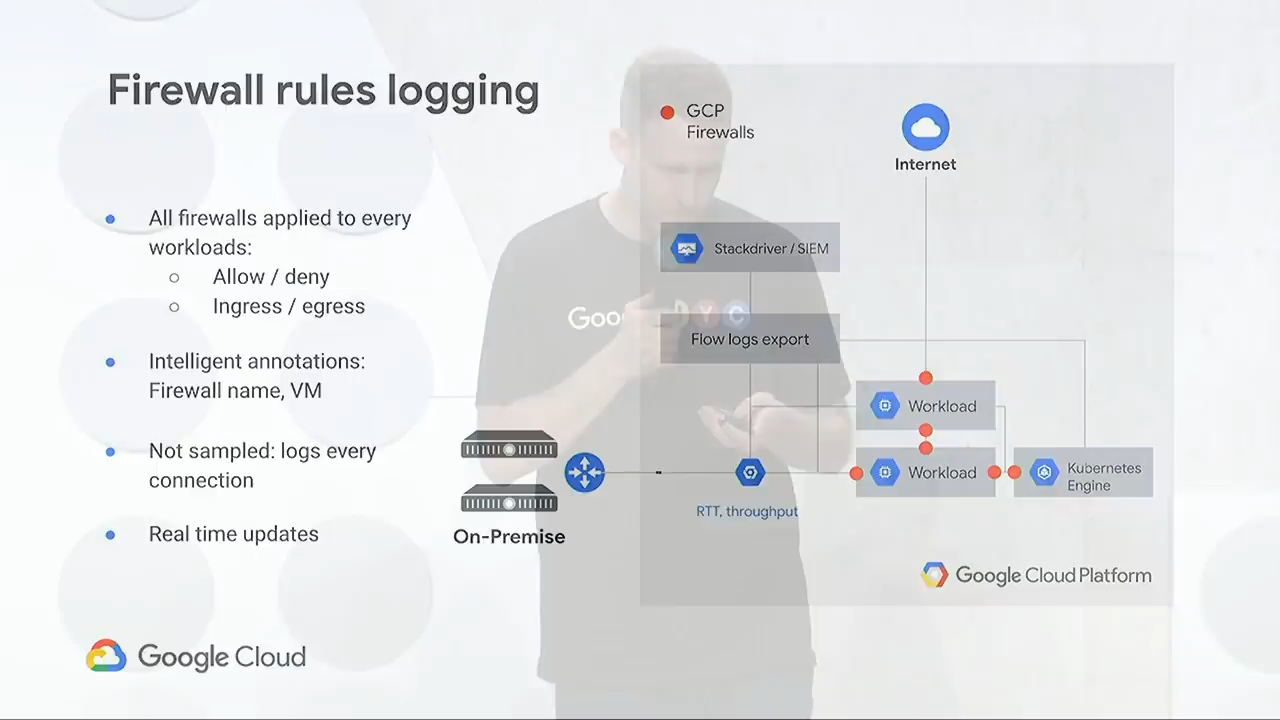 Firewall rules logging
All firewalls applied to every
workloads:
Allow / deny
Ingress / egress
Intelligent annotations:
Firewall name, VM
Not sampled: logs every
connection
Real time updates
Google Cloud
GCP
Firewalls
Internet
Stackdriver / SIEM
Goo DYC
Flow logs export
Workload
Workload
Kubernetes
Engine
RTT, throughput
On-Premise
Google Cloud Platform